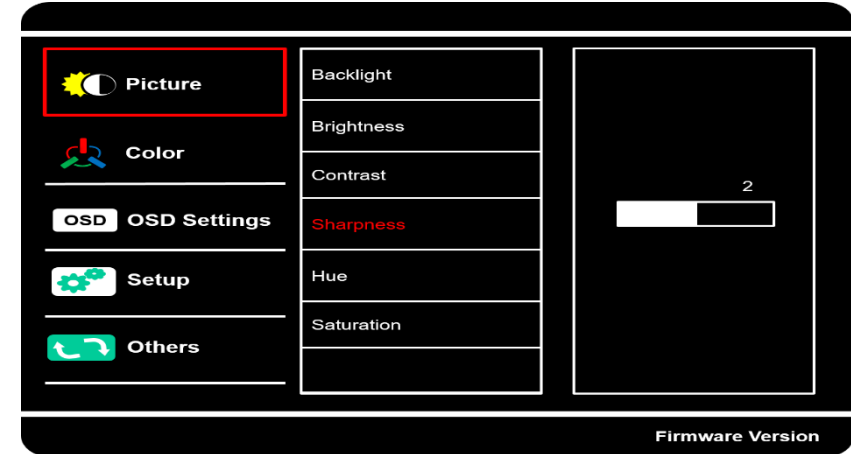 Picture
Color
OSD OSD Settings
Setup
Others
Backlight
Brightness
Contrast
Sharpness
Hue
Saturation
2
Firmware Version